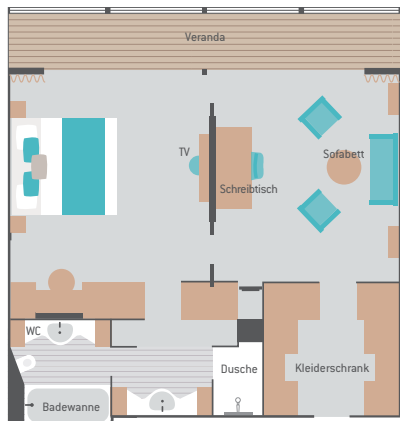 Veranda
TV
Sofabett
Schreibtisch
WC
Dusche
Kleiderschrank
Badewanne